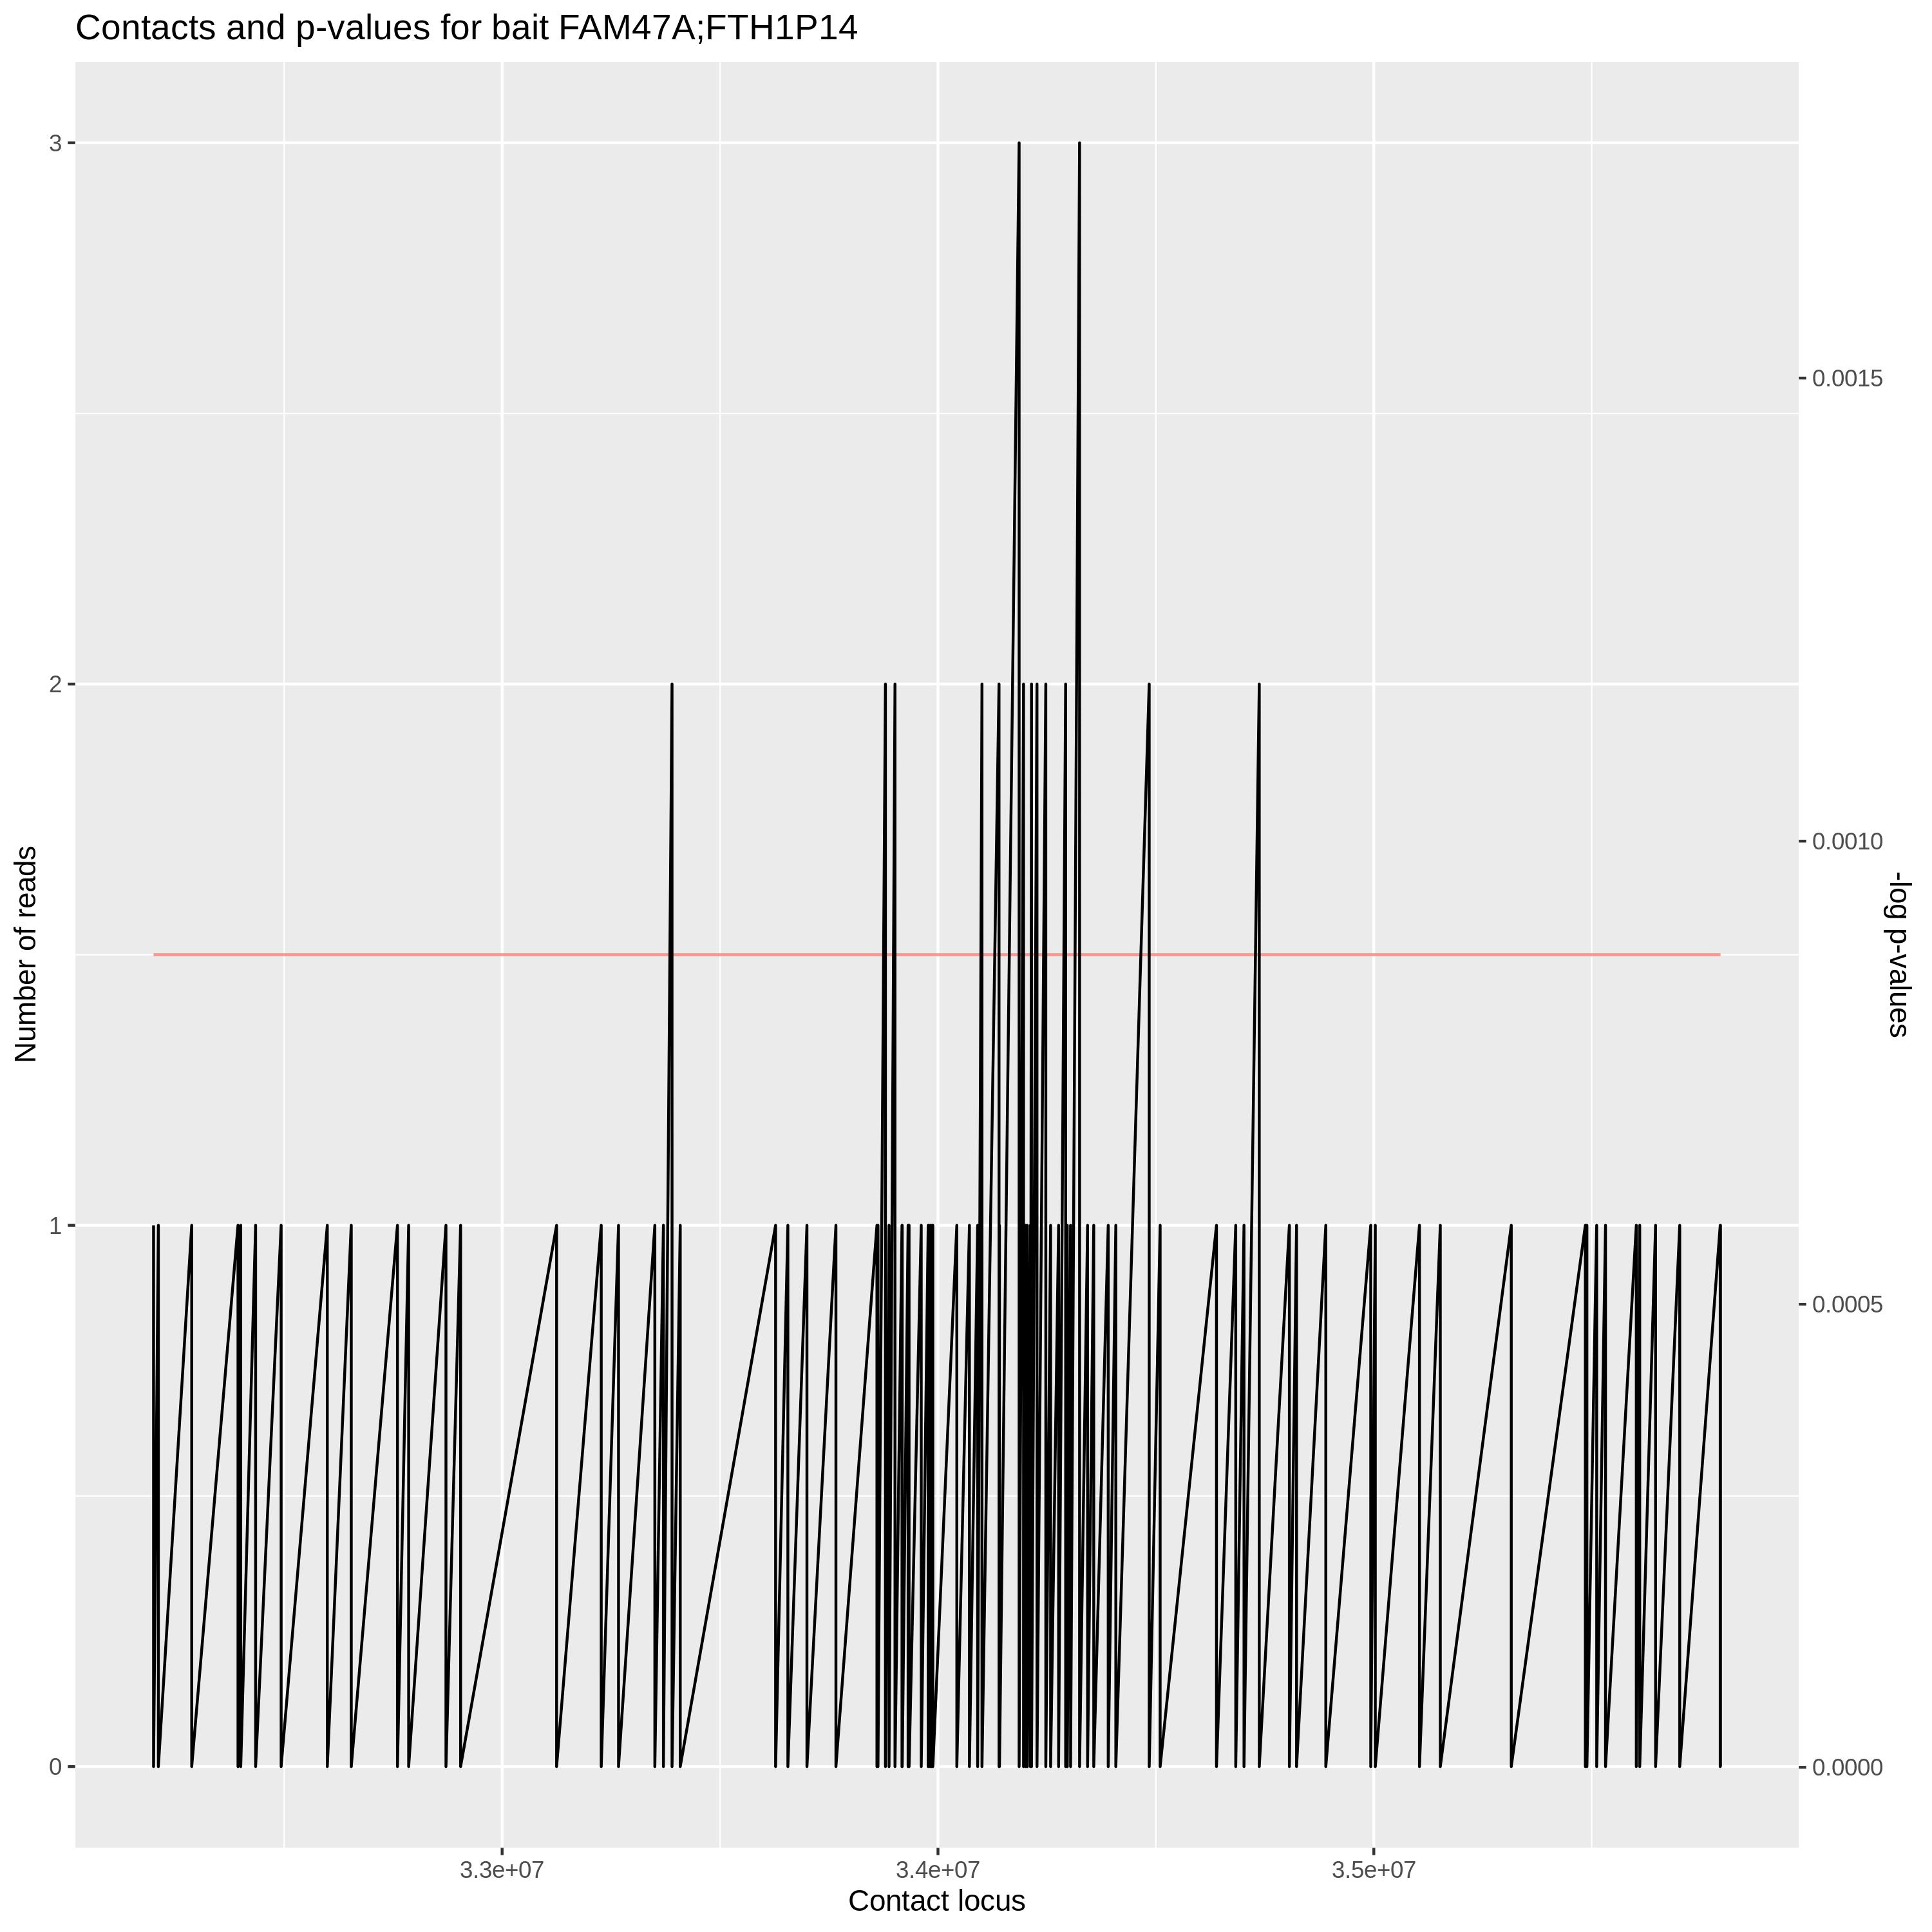 Contacts and p-values for bait FAM47A;FTH1P14
3
2
1
0
Number of reads
0.0015
0.0010
0.0005
0.0000
-log p-values
3.3e+07
3.4e+07
3.5e+07
Contact locus